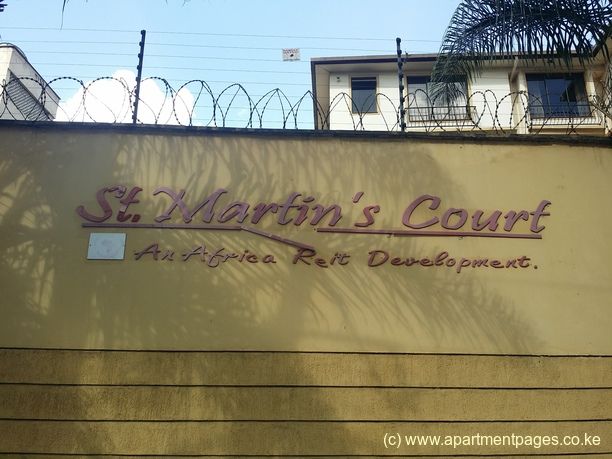 St. Martin's Court
An Africa Reit Development.
(c) www.apartmentpages.co.ke